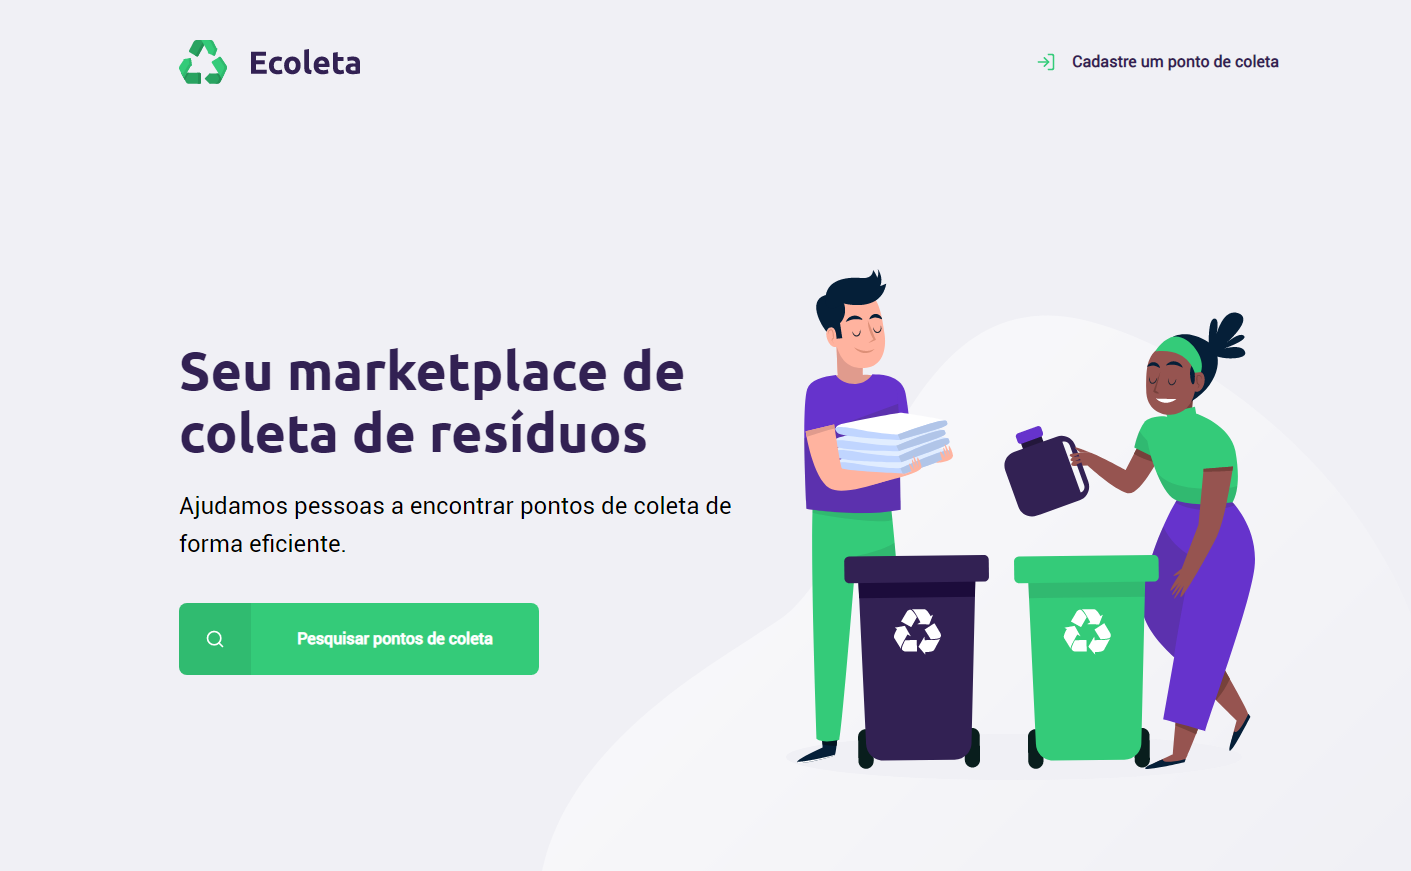 Ecoleta
Cadastre um ponto de coleta
Seu marketplace de
coleta de resíduos
Ajudamos pessoas a encontrar pontos de coleta de
forma eficiente.
Pesquisar pontos de coleta